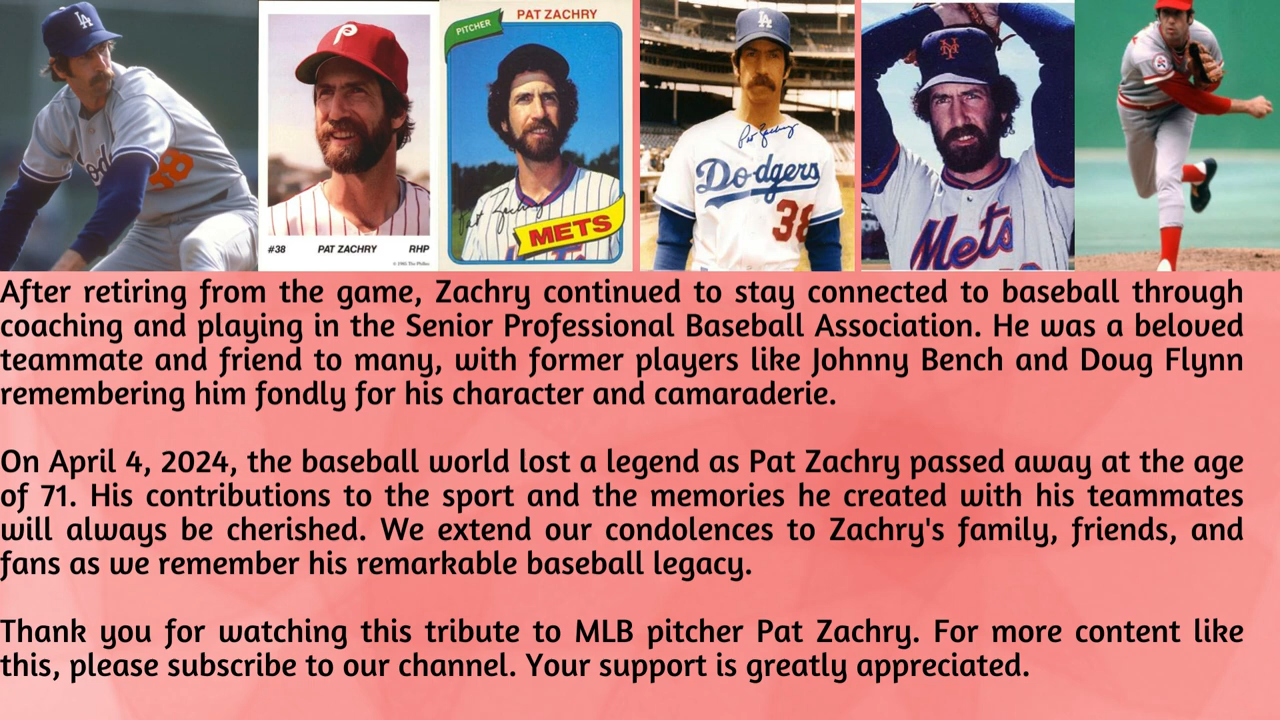 LA
PITCHER
PAT ZACHRY
LA
Dodgers
38
Mets
METS
#38 PAT ZACHRY RHP
After retiring from the game, Zachry continued to stay connected to baseball through
coaching and playing in the Senior Professional Baseball Association. He was a beloved
teammate and friend to many, with former players like Johnny Bench and Doug Flynn
remembering him fondly for his character and camaraderie.
On April 4, 2024, the baseball world lost a legend as Pat Zachry passed away at the age
of 71. His contributions to the sport and the memories he created with his teammates
will always be cherished. We extend our condolences to Zachry's family, friends, and
fans as we remember his remarkable baseball legacy.
Thank you for watching this tribute to MLB pitcher Pat Zachry. For more content like
this, please subscribe to our channel. Your support is greatly appreciated.